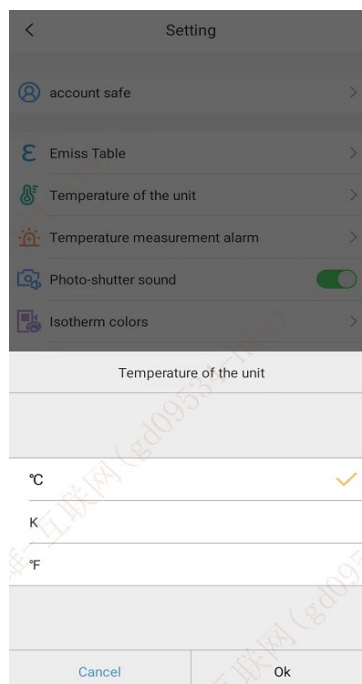 Setting
account safe
Emiss Table
Temperature of the unit
Temperature measurement alarm
Photo-shutter sound
Isotherm colors
Temperature of the unit
℃
K
℉
Cancel
Ok